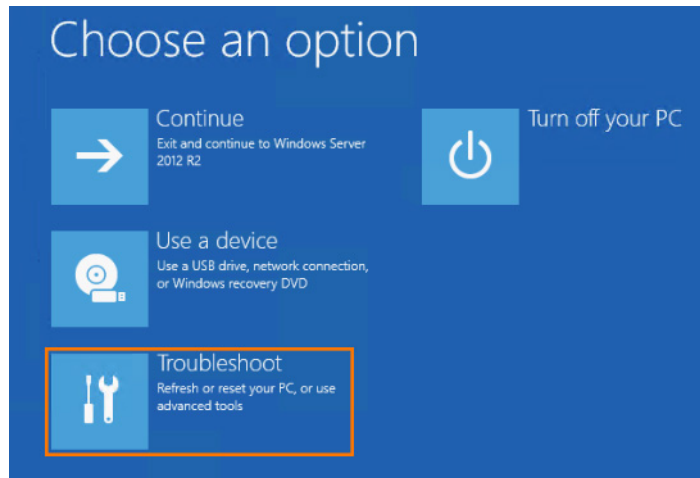 Choose an option
Continue
Exit and continue to Windows Server
2012 R2
Turn off your PC
Use a device
Use a USB drive, network connection,
or Windows recovery DVD
Troubleshoot
Refresh or reset your PC, or use
advanced tools